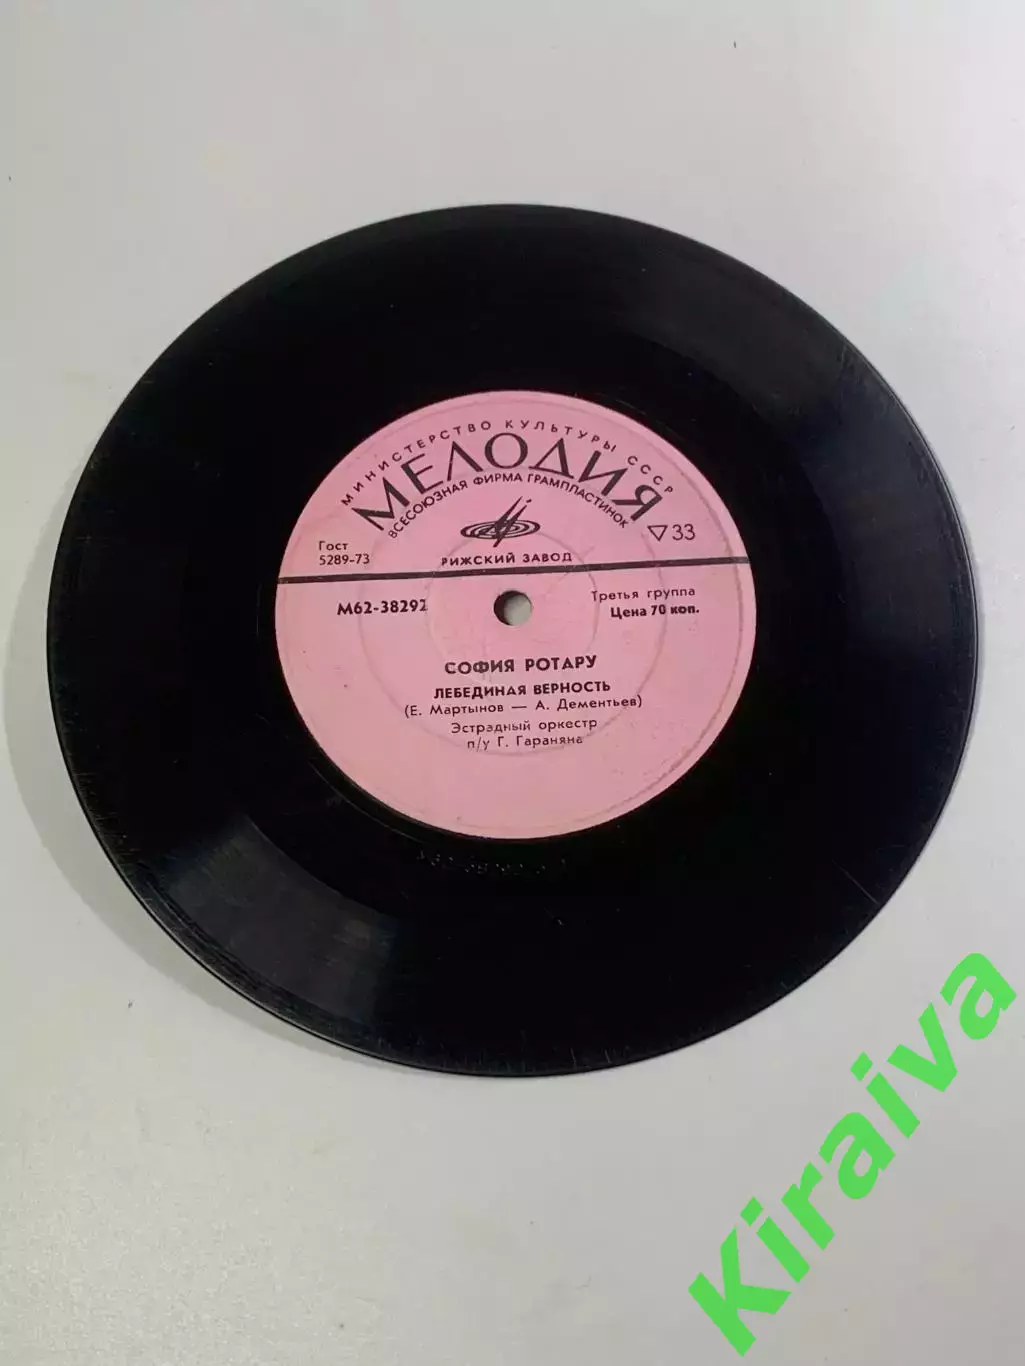 МИНИСТЕРСТВО КУЛЬТУРЫ СССР
МЕЛОДИЯ
ВСЕСОЮЗНАЯ ФИРМА ГРАМПЛАСТИНОК
▽33
Гост
5289-73
РИЖСКИЙ ЗАВОД
М62-38292
Третья группа
Цена 70 коп.
СОФИЯ РОТАРУ
ЛЕБЕДИНАЯ ВЕРНОСТЬ
(Е. Мартынов — А. Дементьев)
Эстрадный оркестр
п/у Г. Гараняна
Kiraiva